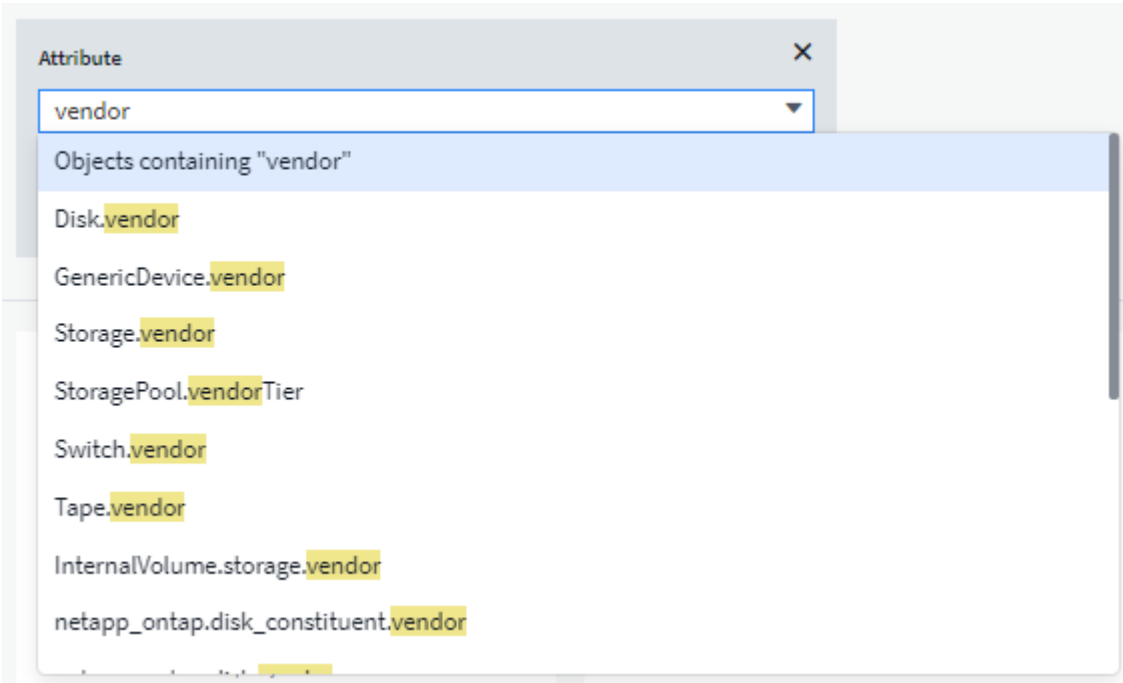 Attribute
vendor
Objects containing "vendor"
Disk.vendor
GenericDevice.vendor
Storage.vendor
StoragePool.vendorTier
Switch.vendor
Tape.vendor
InternalVolume.storage.vendor
netapp_ontap.disk_constituent.vendor